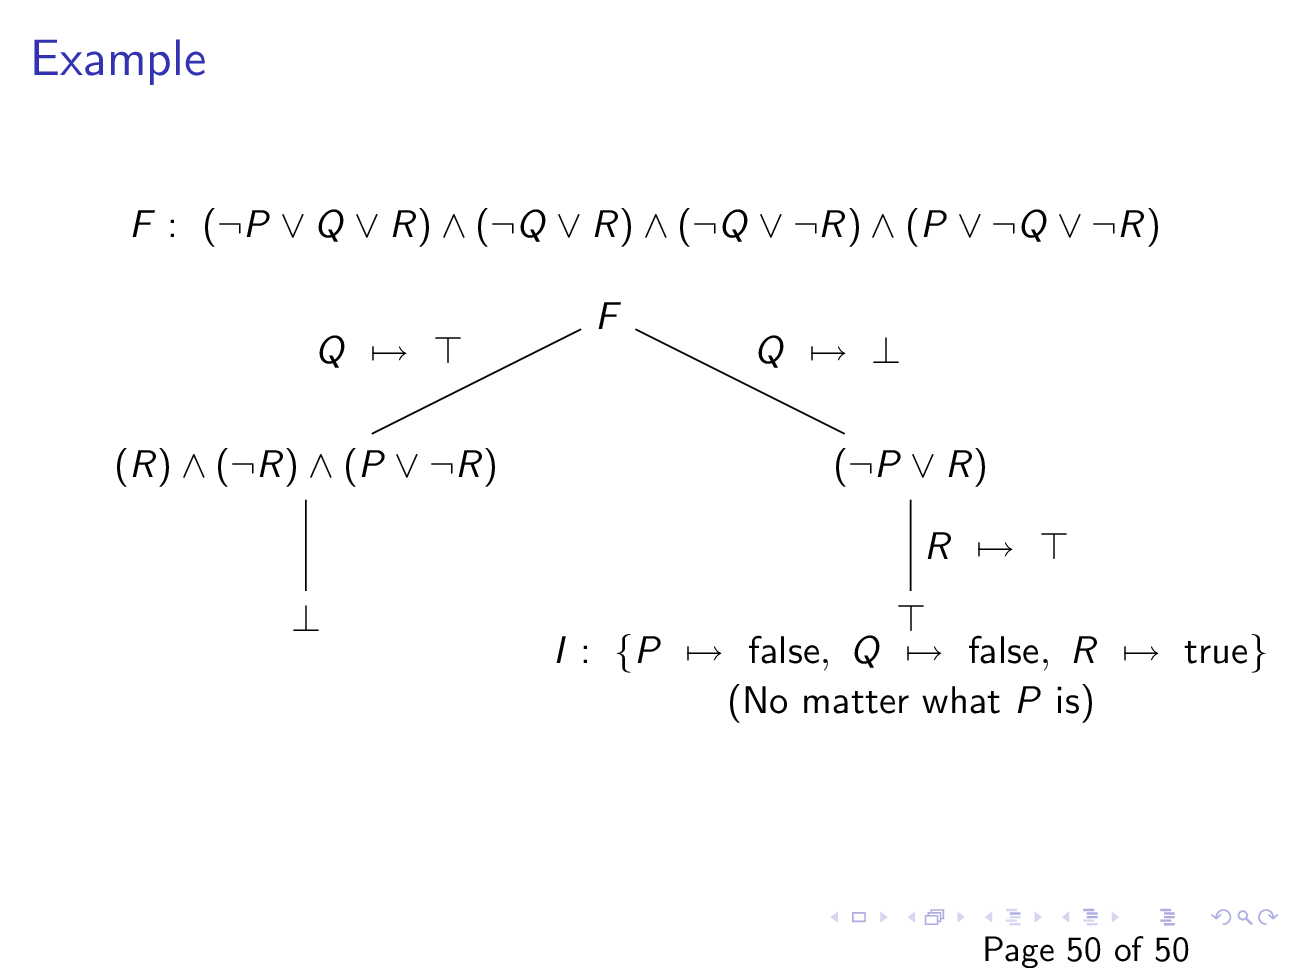 Example
F : (¬P ∨ Q ∨ R) ∧ (¬Q ∨ R) ∧ (¬Q ∨ ¬R) ∧ (P ∨ ¬Q ∨ ¬R)
F
Q ↦ ⊤ Q ↦ ⊥
(R) ∧ (¬R) ∧ (P ∨ ¬R) (¬P ∨ R)
R ↦ ⊤
⊥ ⊤
I : {P ↦ false, Q ↦ false, R ↦ true}
(No matter what P is)
Page 50 of 50